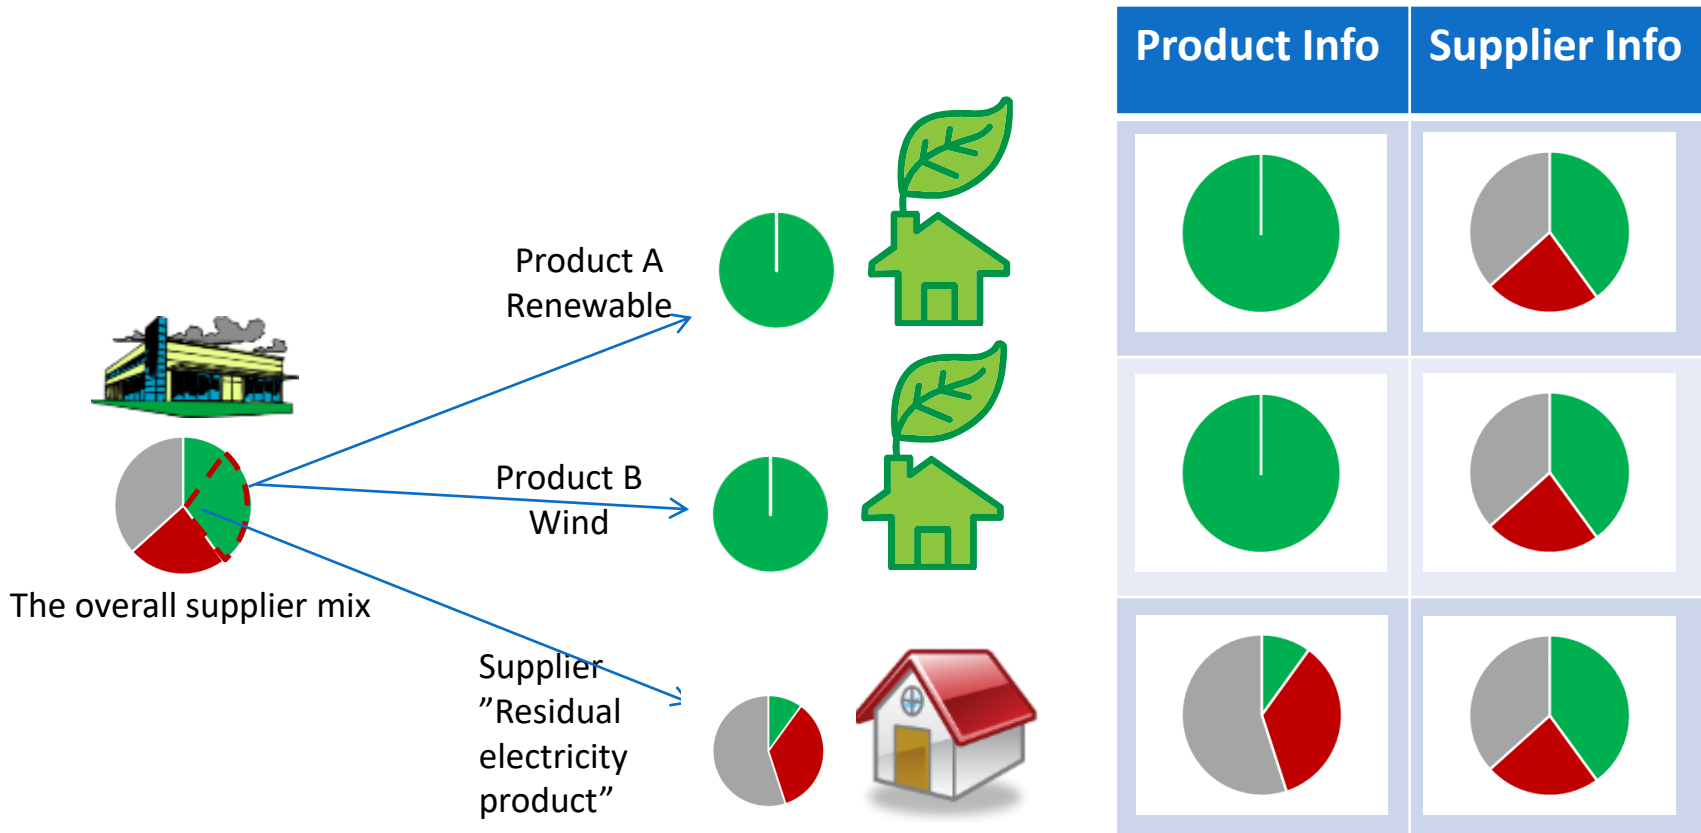 Product Info
Supplier Info
Product A
Renewable
Product B
Wind
The overall supplier mix
Supplier
”Residual
electricity
product”